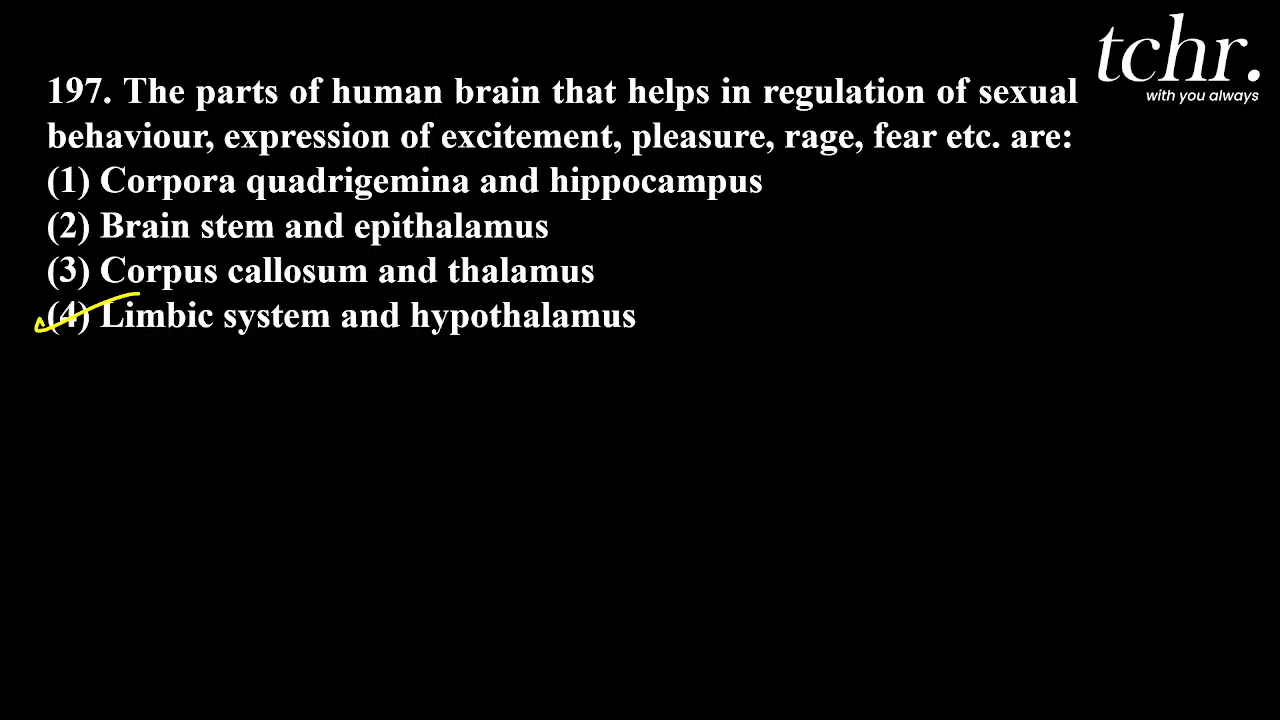 tchr.
with you always
197. The parts of human brain that helps in regulation of sexual
behaviour, expression of excitement, pleasure, rage, fear etc. are:
(1) Corpora quadrigemina and hippocampus
(2) Brain stem and epithalamus
(3) Corpus callosum and thalamus
(4) Limbic system and hypothalamus